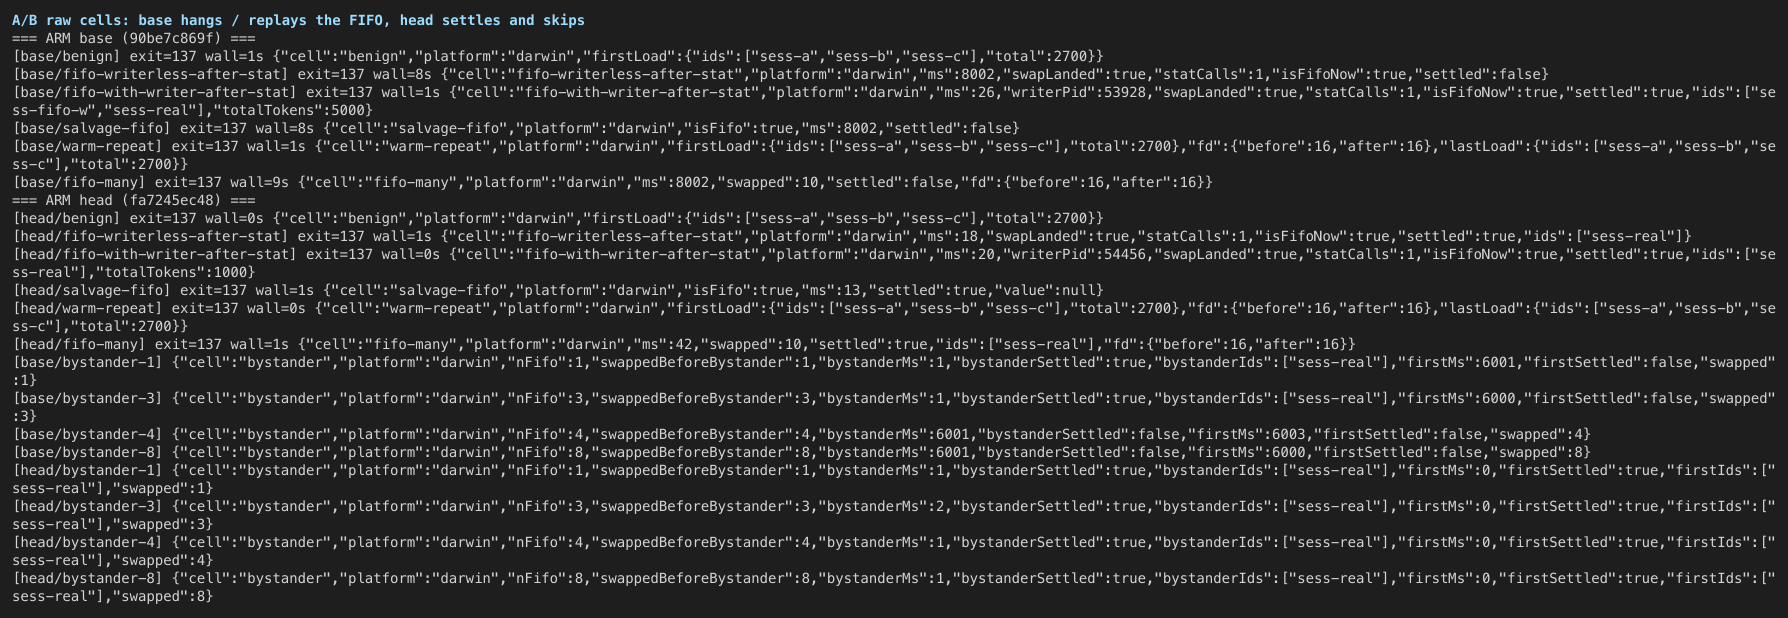 A/B raw cells: base hangs / replays the FIFO, head settles and skips
=== ARM base (90be7c869f) ===
[base/benign] exit=137 wall=1s {"cell":"benign","platform":"darwin","firstLoad":{"ids":["sess-a","sess-b","sess-c"],"total":2700}}
[base/fifo-writerless-after-stat] exit=137 wall=8s {"cell":"fifo-writerless-after-stat","platform":"darwin","ms":8002,"swapLanded":true,"statCalls":1,"isFifoNow":true,"settled":false}
[base/fifo-with-writer-after-stat] exit=137 wall=1s {"cell":"fifo-with-writer-after-stat","platform":"darwin","ms":26,"writerPid":53928,"swapLanded":true,"statCalls":1,"isFifoNow":true,"settled":true,"ids":["se
ss-fifo-w","sess-real"],"totalTokens":5000}
[base/salvage-fifo] exit=137 wall=8s {"cell":"salvage-fifo","platform":"darwin","isFifo":true,"ms":8002,"settled":false}
[base/warm-repeat] exit=137 wall=1s {"cell":"warm-repeat","platform":"darwin","firstLoad":{"ids":["sess-a","sess-b","sess-c"],"total":2700},"fd":{"before":16,"after":16},"lastLoad":{"ids":["sess-a","sess-b","se
ss-c"],"total":2700}}
[base/fifo-many] exit=137 wall=9s {"cell":"fifo-many","platform":"darwin","ms":8002,"swapped":10,"settled":false,"fd":{"before":16,"after":16}}
=== ARM head (fa7245ec48) ===
[head/benign] exit=137 wall=0s {"cell":"benign","platform":"darwin","firstLoad":{"ids":["sess-a","sess-b","sess-c"],"total":2700}}
[head/fifo-writerless-after-stat] exit=137 wall=1s {"cell":"fifo-writerless-after-stat","platform":"darwin","ms":18,"swapLanded":true,"statCalls":1,"isFifoNow":true,"settled":true,"ids":["sess-real"]}
[head/fifo-with-writer-after-stat] exit=137 wall=0s {"cell":"fifo-with-writer-after-stat","platform":"darwin","ms":20,"writerPid":54456,"swapLanded":true,"statCalls":1,"isFifoNow":true,"settled":true,"ids":["se
ss-real"],"totalTokens":1000}
[head/salvage-fifo] exit=137 wall=1s {"cell":"salvage-fifo","platform":"darwin","isFifo":true,"ms":13,"settled":true,"value":null}
[head/warm-repeat] exit=137 wall=0s {"cell":"warm-repeat","platform":"darwin","firstLoad":{"ids":["sess-a","sess-b","sess-c"],"total":2700},"fd":{"before":16,"after":16},"lastLoad":{"ids":["sess-a","sess-b","se
ss-c"],"total":2700}}
[head/fifo-many] exit=137 wall=1s {"cell":"fifo-many","platform":"darwin","ms":42,"swapped":10,"settled":true,"ids":["sess-real"],"fd":{"before":16,"after":16}}
[base/bystander-1] {"cell":"bystander","platform":"darwin","nFifo":1,"swappedBeforeBystander":1,"bystanderMs":1,"bystanderSettled":true,"bystanderIds":["sess-real"],"firstMs":6001,"firstSettled":false,"swapped"
:1}
[base/bystander-3] {"cell":"bystander","platform":"darwin","nFifo":3,"swappedBeforeBystander":3,"bystanderMs":1,"bystanderSettled":true,"bystanderIds":["sess-real"],"firstMs":6000,"firstSettled":false,"swapped"
:3}
[base/bystander-4] {"cell":"bystander","platform":"darwin","nFifo":4,"swappedBeforeBystander":4,"bystanderMs":6001,"bystanderSettled":false,"firstMs":6003,"firstSettled":false,"swapped":4}
[base/bystander-8] {"cell":"bystander","platform":"darwin","nFifo":8,"swappedBeforeBystander":8,"bystanderMs":6001,"bystanderSettled":false,"firstMs":6000,"firstSettled":false,"swapped":8}
[head/bystander-1] {"cell":"bystander","platform":"darwin","nFifo":1,"swappedBeforeBystander":1,"bystanderMs":1,"bystanderSettled":true,"bystanderIds":["sess-real"],"firstMs":0,"firstSettled":true,"firstIds":["
sess-real"],"swapped":1}
[head/bystander-3] {"cell":"bystander","platform":"darwin","nFifo":3,"swappedBeforeBystander":3,"bystanderMs":2,"bystanderSettled":true,"bystanderIds":["sess-real"],"firstMs":0,"firstSettled":true,"firstIds":["
sess-real"],"swapped":3}
[head/bystander-4] {"cell":"bystander","platform":"darwin","nFifo":4,"swappedBeforeBystander":4,"bystanderMs":1,"bystanderSettled":true,"bystanderIds":["sess-real"],"firstMs":0,"firstSettled":true,"firstIds":["
sess-real"],"swapped":4}
[head/bystander-8] {"cell":"bystander","platform":"darwin","nFifo":8,"swappedBeforeBystander":8,"bystanderMs":1,"bystanderSettled":true,"bystanderIds":["sess-real"],"firstMs":0,"firstSettled":true,"firstIds":["
sess-real"],"swapped":8}